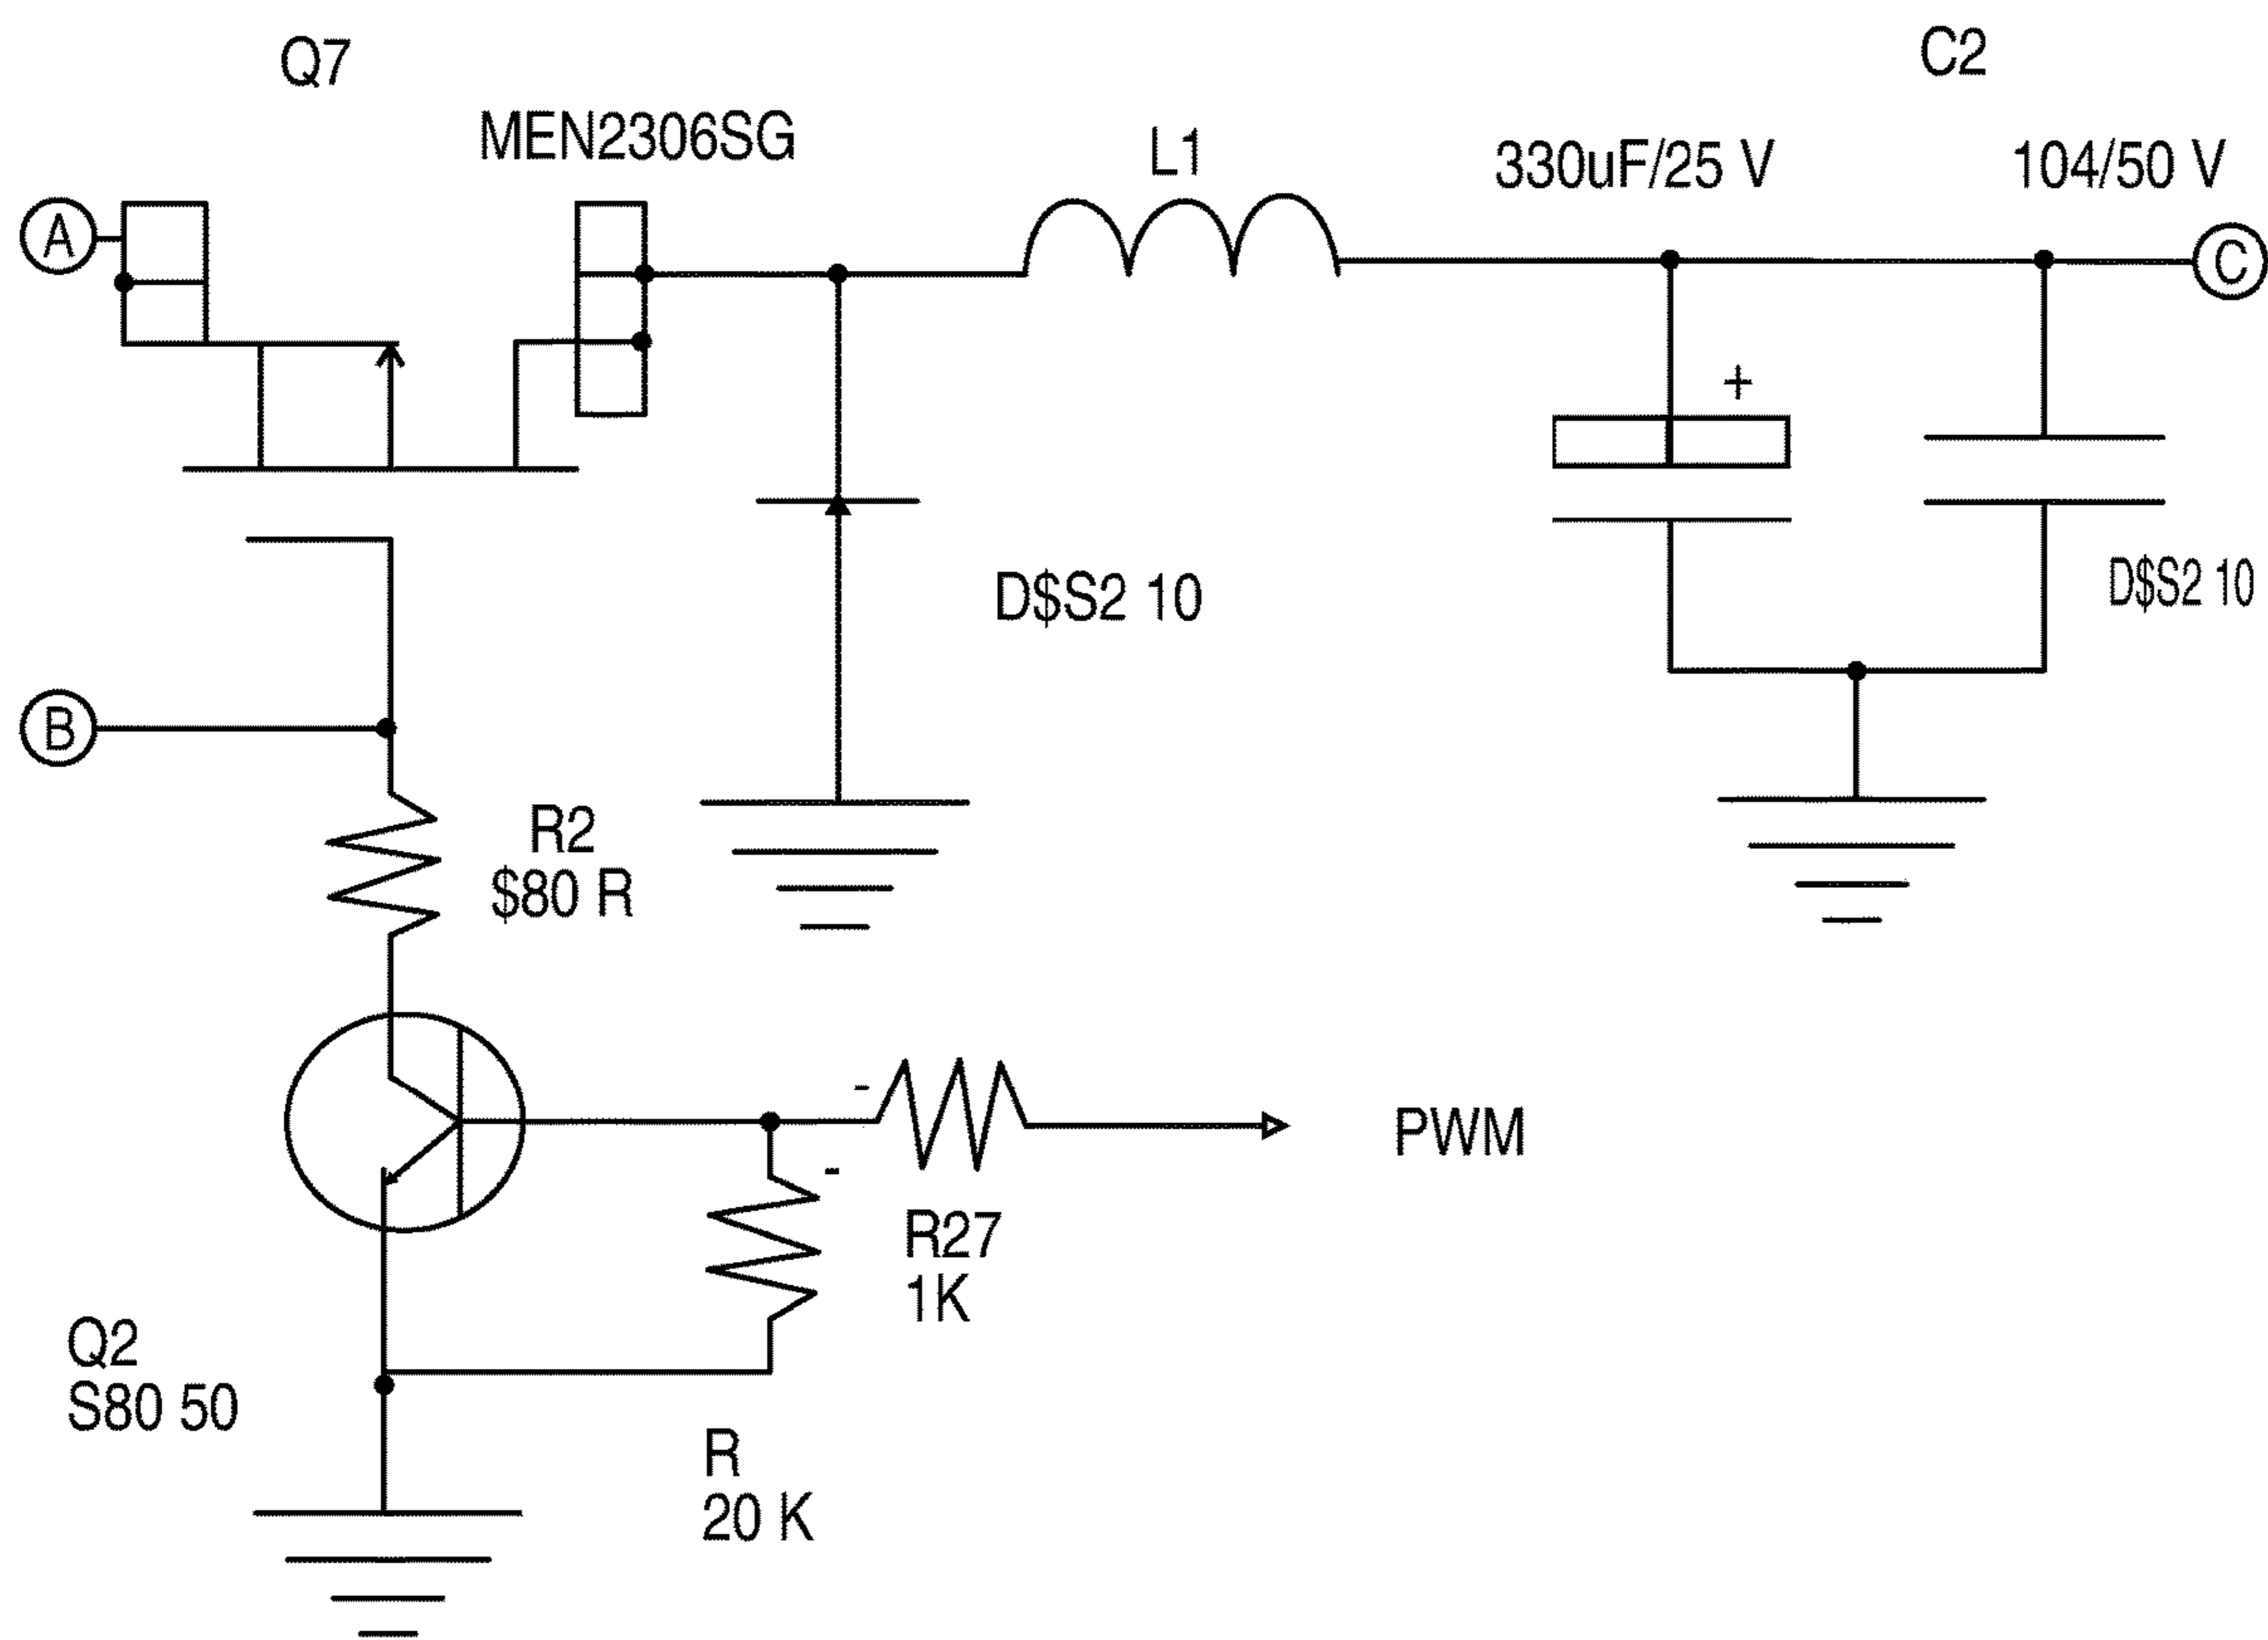 Q7
C2
MEN2306SG
L1
330uF/25 V
104/50 V
A
C
+
D$S2 10
D$S2 10
B
R2
$80 R
-
PWM
-
R27
1K
Q2
S80 50
R
20 K